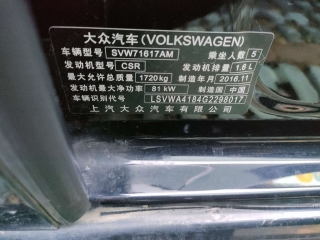 大众汽车(VOLKSWAGEN)
车辆型号 SVW71617AM 乘坐人数 5
发动机型号 CSR 发动机排量 1.6 L
最大允许总质量 1720kg 制造年月 2016.11
发动机最大净功率 81 kW 制造国 中国
车辆识别代号 LSVWA4184G2298017
上汽大众汽车有限公司